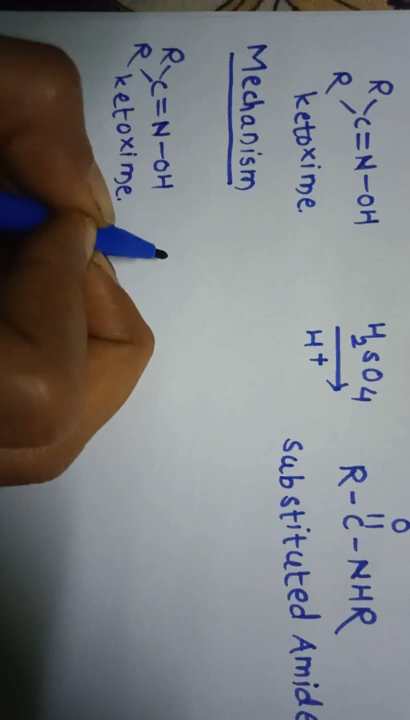 R
C=N-OH H2SO4 R-C-NHR
R H+ O
ketoxime. Substituted Amide
Mechanism
R
C=N-OH
R
ketoxime.